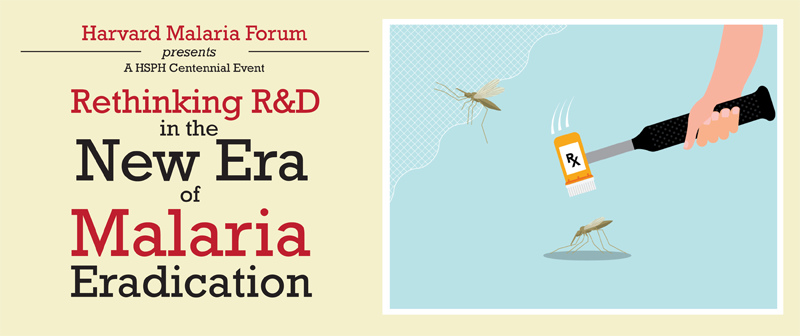 Harvard Malaria Forum
presents
A HSPH Centennial Event
Rethinking R&D
in the
New Era
of
Malaria
Eradication
Rx